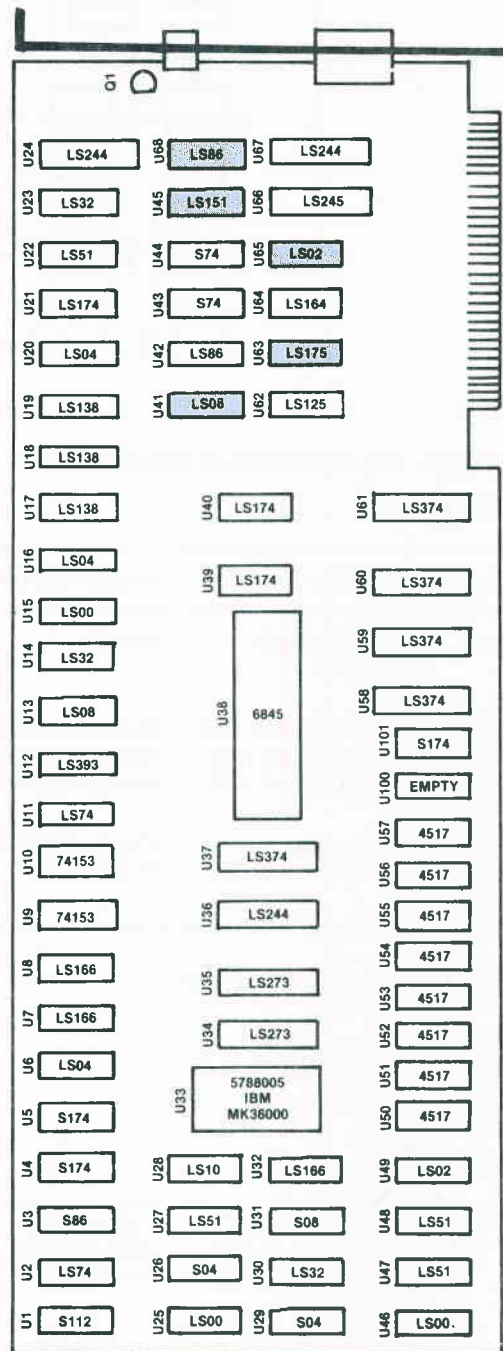 Q1
U24 LS244 U68 LS86 U67 LS244
U23 LS32 U45 LS151 U66 LS245
U22 LS51 U44 S74 U65 LS02
U21 LS174 U43 S74 U64 LS164
U20 LS04 U42 LS86 U63 LS175
U19 LS138 U41 LS08 U62 LS125
U18 LS138
U17 LS138 U40 LS174 U61 LS374
U16 LS04
U39 LS174 U60 LS374
U15 LS00
U59 LS374
U14 LS32
U13 LS08 U38 6845 U58 LS374
U101 S174
U12 LS393
U100 EMPTY
U11 LS74
U57 4517
U10 74153 U37 LS374
U56 4517
U9 74153 U36 LS244 U55 4517
U54 4517
U8 LS166
U35 LS273
U53 4517
U7 LS166
U34 LS273 U52 4517
U6 LS04
U51 4517
U33 5788005
IBM
MK36000
U5 S174 U50 4517
U4 S174 U28 LS10 U32 LS166 U49 LS02
U3 S86 U27 LS51 U31 S08 U48 LS51
U2 LS74 U26 S04 U30 LS32 U47 LS51
U1 S112 U25 LS00 U29 S04 U46 LS00.